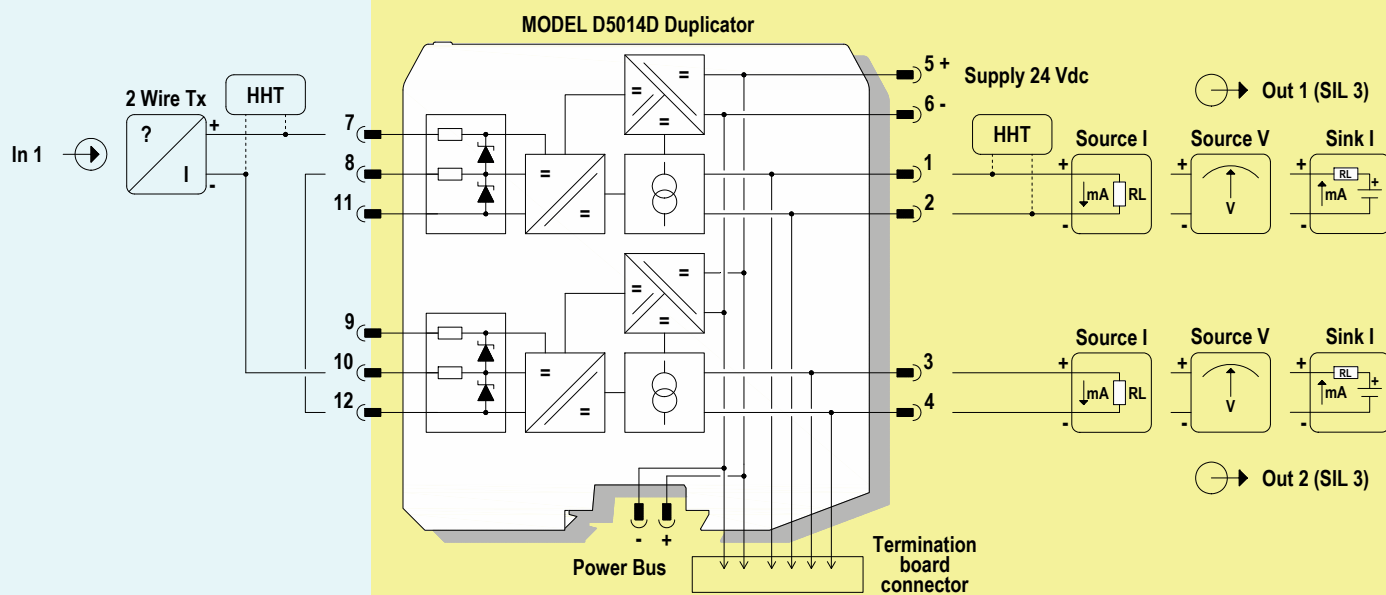 MODEL D5014D Duplicator
5 +
Supply 24 Vdc
6 -
Out 1 (SIL 3)
2 Wire Tx
HHT
+
?
I
-
In 1
7
8
11
=
=
=
=
=
1
2
HHT
Source I
Source V
Sink I
+
mA
RL
-
+
V
-
+
RL
mA
+
-
9
10
12
=
=
=
=
=
3
4
Source I
Source V
Sink I
+
mA
RL
-
+
V
-
+
RL
mA
+
-
Out 2 (SIL 3)
-
+
Power Bus
Termination
board
connector